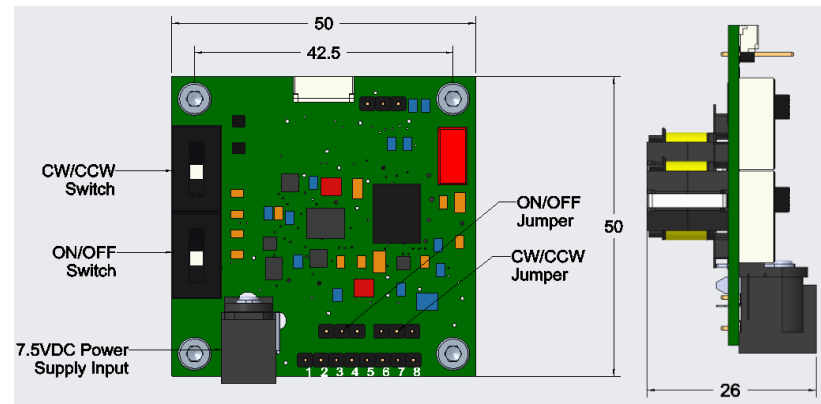 50
42.5
CW/CCW
Switch
ON/OFF
Jumper
50
ON/OFF
Switch
CW/CCW
Jumper
7.5VDC Power
Supply Input
1 2 3 4 5 6 7 8
26